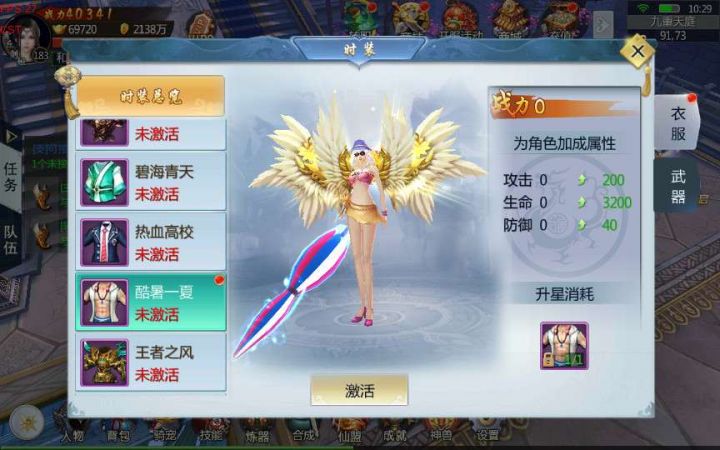 战力40341
69720
2138万
183
10:29
九重天庭
91,73
时装
时装总览
未激活
碧海青天
未激活
热血高校
未激活
酷暑一夏
未激活
王者之风
未激活
战力0
为角色加成属性
攻击 0 200
生命 0 3200
防御 0 40
升星消耗
1/1
激活
衣服
武器
任务
队伍
人物
背包
骑宠
技能
炼器
合成
仙盟
成就
神兽
设置